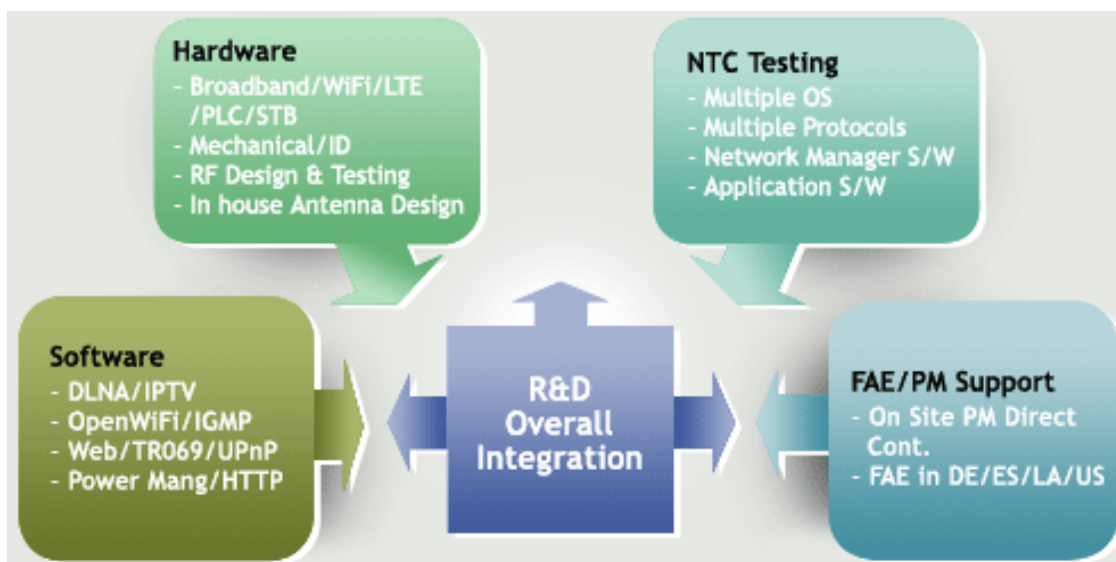 Hardware
- Broadband/WiFi/LTE
/PLC/STB
- Mechanical/ID
- RF Design & Testing
- In house Antenna Design
NTC Testing
- Multiple OS
- Multiple Protocols
- Network Manager S/W
- Application S/W
Software
- DLNA/IPTV
- OpenWiFi/IGMP
- Web/TR069/UPnP
- Power Mang/HTTP
R&D
Overall
Integration
FAE/PM Support
- On Site PM Direct
Cont.
- FAE in DE/ES/LA/US